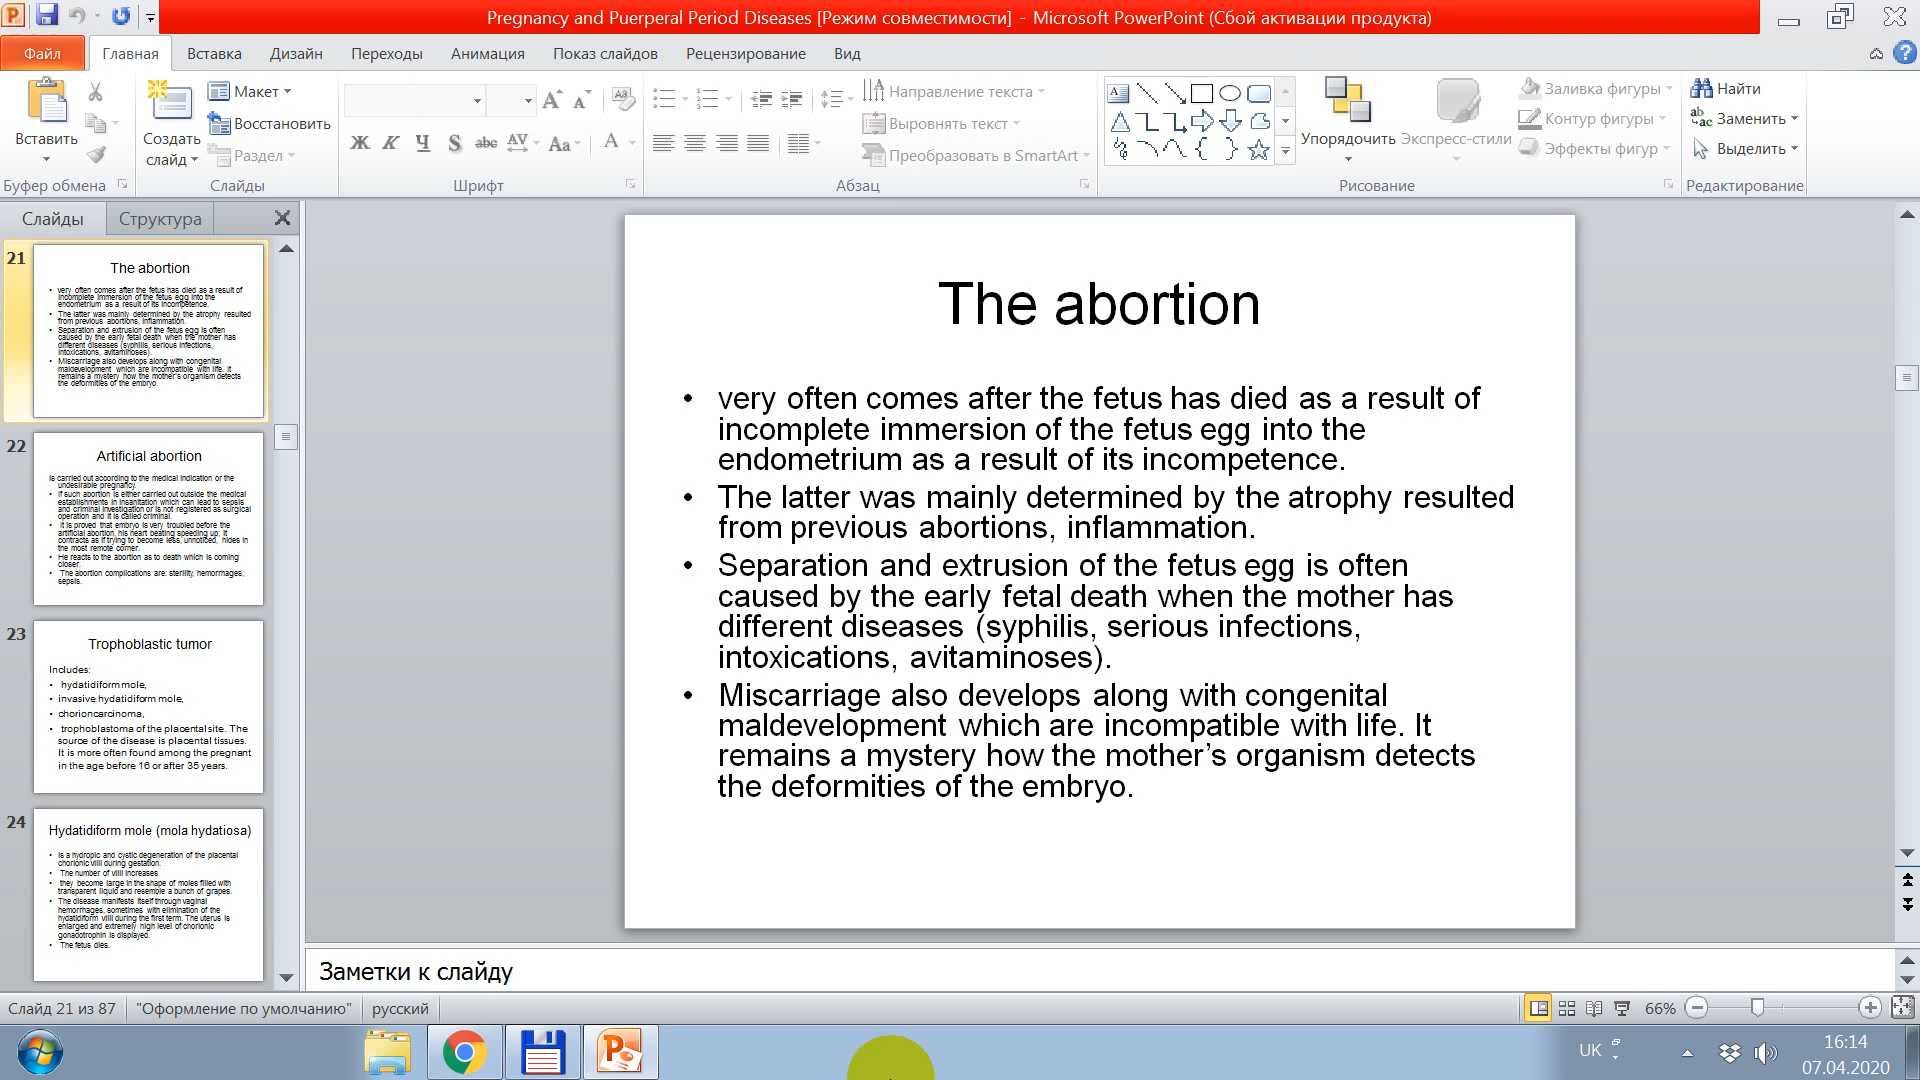 Pregnancy and Puerperal Period Diseases [Режим совместимости] - Microsoft PowerPoint (Сбой активации продукта)
Файл Главная Вставка Дизайн Переходы Анимация Показ слайдов Рецензирование Вид
Вставить
Буфер обмена
Создать слайд
Макет
Восстановить
Раздел
Слайды
Ж К Ч S abc AV Aa A
Шрифт
Направление текста
Выровнять текст
Преобразовать в SmartArt
Абзац
Упорядочить
Экспресс-стили
Заливка фигуры
Контур фигуры
Эффекты фигур
Рисование
Найти
Заменить
Выделить
Редактирование
Слайды Структура
21
The abortion
• very often comes after the fetus has died as a result of
incomplete immersion of the fetus egg into the
endometrium as a result of its incompetence.
• The latter was mainly determined by the atrophy resulted
from previous abortions, inflammation.
• Separation and extrusion of the fetus egg is often
caused by the early fetal death when the mother has
different diseases (syphilis, serious infections,
intoxications, avitaminoses).
• Miscarriage also develops along with congenital
maldevelopment which are incompatible with life. It
remains a mystery how the mother's organism detects
the deformities of the embryo.
22
Artificial abortion
is carried out according to the medical indication or the
undesirable pregnancy.
• If such abortion is either carried out outside the medical
establishments in insanitation which can lead to sepsis
and criminal investigation or is not registered as surgical
operation and it is called criminal.
• It is proved that embryo is very troubled before the
artificial abortion, his heart beating speeding up; it
contracts as if trying to become less, unnoticed, hides in
the most remote corner.
• He reacts to the abortion as to death which is coming
closer.
• The abortion complications are: sterility, hemorrhages,
sepsis.
23
Trophoblastic tumor
Includes:
• hydatidiform mole,
• invasive hydatidiform mole,
• chorioncarcinoma,
• trophoblastoma of the placental site. The
source of the disease is placental tissues.
It is more often found among the pregnant
in the age before 16 or after 35 years.
24
Hydatidiform mole (mola hydatiosa)
• Is a hydropic and cystic degeneration of the placental
chorionic villi during gestation.
• The number of villi increases
• they become large in the shape of moles filled with
transparent liquid and resemble a bunch of grapes.
• The disease manifests itself through vaginal
hemorrhages, sometimes with elimination of the
hydatidiform villi during the first term. The uterus is
enlarged and extremely high level of chorionic
gonadotrophin is displayed.
• The fetus dies.
The abortion
• very often comes after the fetus has died as a result of
incomplete immersion of the fetus egg into the
endometrium as a result of its incompetence.
• The latter was mainly determined by the atrophy resulted
from previous abortions, inflammation.
• Separation and extrusion of the fetus egg is often
caused by the early fetal death when the mother has
different diseases (syphilis, serious infections,
intoxications, avitaminoses).
• Miscarriage also develops along with congenital
maldevelopment which are incompatible with life. It
remains a mystery how the mother’s organism detects
the deformities of the embryo.
Заметки к слайду
Слайд 21 из 87 "Оформление по умолчанию" русский 66%
UK
16:14
07.04.2020